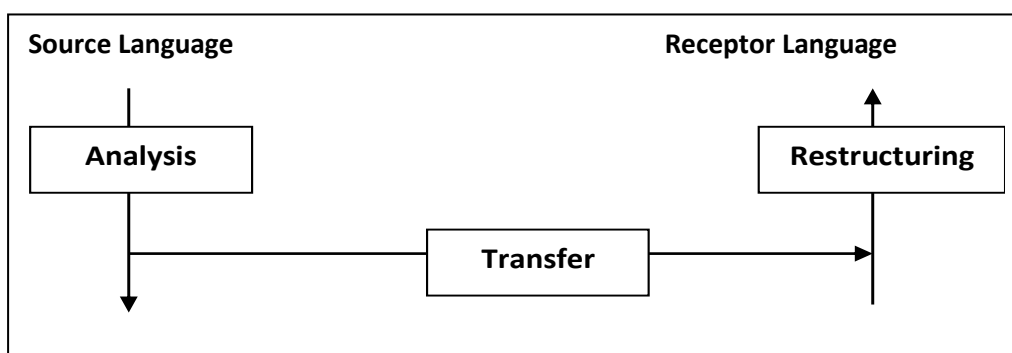 Source Language
Receptor Language
Analysis
Restructuring
Transfer